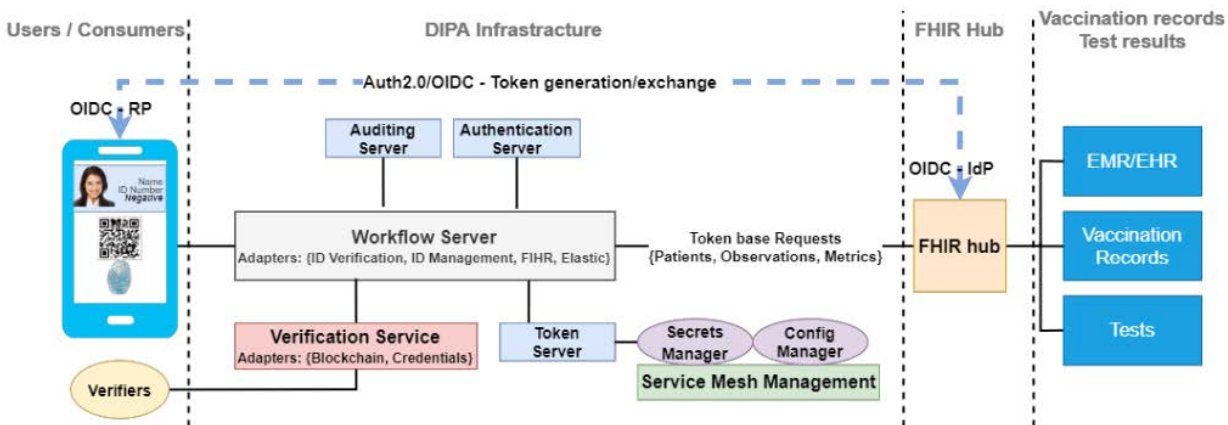 Users / Consumers
DIPA Infrastracture
FHIR Hub
Vaccination records
Test results
Auth2.0/OIDC - Token generation/exchange
OIDC - RP
Auditing
Server
Authentication
Server
OIDC - IdP
Name
ID Number
Negative
Workflow Server
Adapters: {ID Verification, ID Management, FIHR, Elastic}
Token base Requests
{Patients, Observations, Metrics}
FHIR hub
EMR/EHR
Vaccination
Records
Tests
Verification Service
Adapters: {Blockchain, Credentials}
Token
Server
Secrets
Manager
Config
Manager
Service Mesh Management
Verifiers